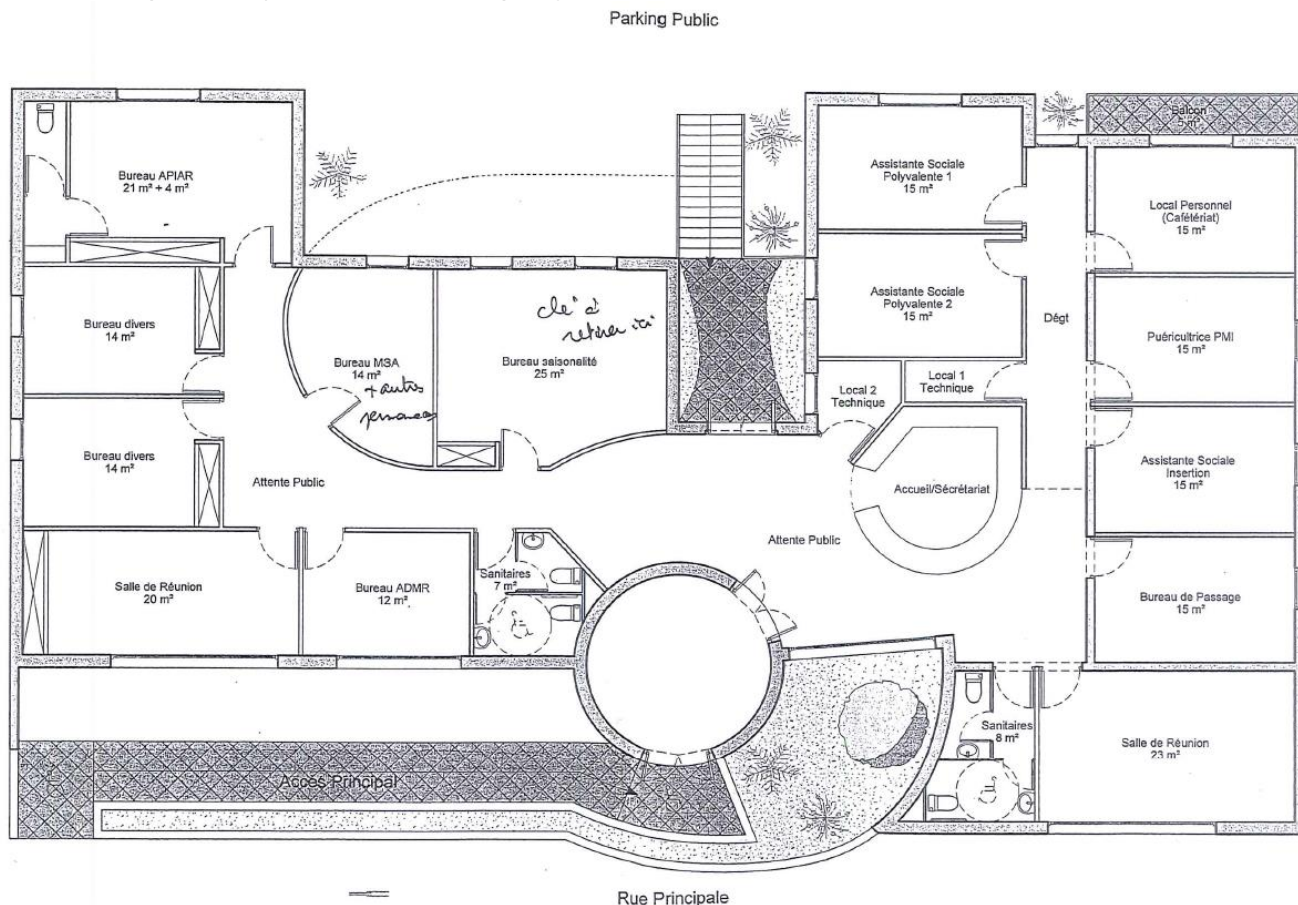 Parking Public
Balcon
5 m²
Bureau APIAR
21 m² + 4 m²
Assistante Sociale
Polyvalente 1
15 m²
Local Personnel
(Cafétériat)
15 m²
Bureau divers
14 m²
Bureau MSA
14 m²
+ autres
clé à
retirer ici
Bureau saisonalité
25 m²
Assistante Sociale
Polyvalente 2
15 m²
Dégt
Puéricultrice PMI
15 m²
Local 1
Technique
Local 2
Technique
Bureau divers
14 m²
Attente Public
Accueil/Sécrétariat
Assistante Sociale
Insertion
15 m²
Attente Public
Salle de Réunion
20 m²
Bureau ADMR
12 m²
Sanitaires
7 m²
Bureau de Passage
15 m²
Sanitaires
8 m²
Salle de Réunion
23 m²
Accès Principal
Rue Principale